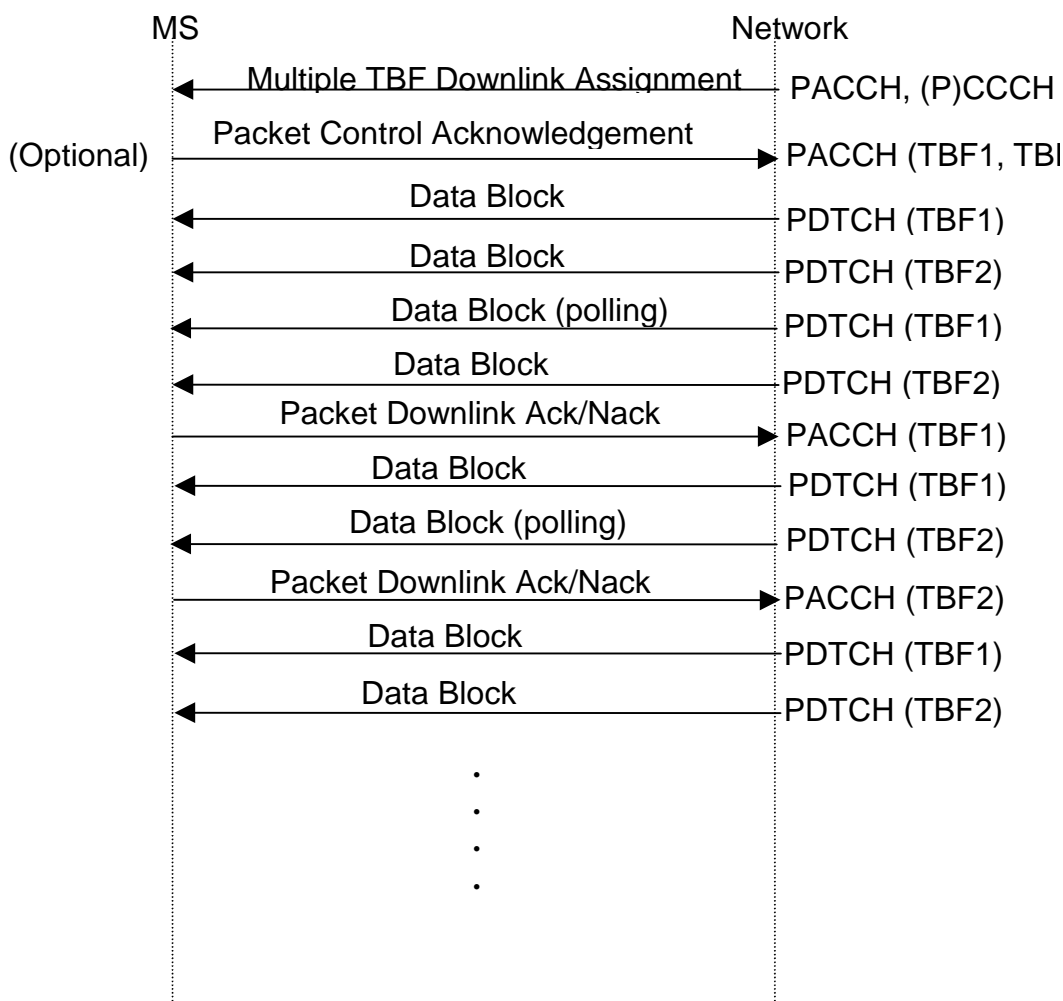 MS Network
Multiple TBF Downlink Assignment PACCH, (P)CCCH
(Optional) Packet Control Acknowledgement PACCH (TBF1,
Data Block PDTCH (TBF1)
Data Block PDTCH (TBF2)
Data Block (polling) PDTCH (TBF1)
Data Block PDTCH (TBF2)
Packet Downlink Ack/Nack PACCH (TBF1)
Data Block PDTCH (TBF1)
Data Block (polling) PDTCH (TBF2)
Packet Downlink Ack/Nack PACCH (TBF2)
Data Block PDTCH (TBF1)
Data Block PDTCH (TBF2)